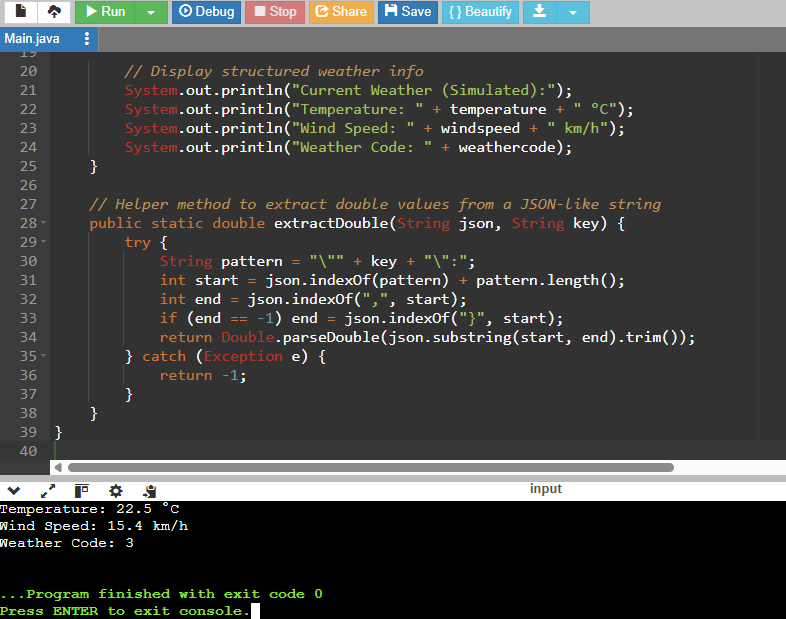 Run
Debug
Stop
Share
Save
{ } Beautify
Main.java
19
20 // Display structured weather info
21 System.out.println("Current Weather (Simulated):");
22 System.out.println("Temperature: " + temperature + " °C");
23 System.out.println("Wind Speed: " + windspeed + " km/h");
24 System.out.println("Weather Code: " + weathercode);
25 }
26
27 // Helper method to extract double values from a JSON-like string
28 public static double extractDouble(String json, String key) {
29 try {
30 String pattern = "\"" + key + "\":";
31 int start = json.indexOf(pattern) + pattern.length();
32 int end = json.indexOf(",", start);
33 if (end == -1) end = json.indexOf("}", start);
34 return Double.parseDouble(json.substring(start, end).trim());
35 } catch (Exception e) {
36 return -1;
37 }
38 }
39 }
40
input
Temperature: 22.5 °C
Wind Speed: 15.4 km/h
Weather Code: 3
...Program finished with exit code 0
Press ENTER to exit console.